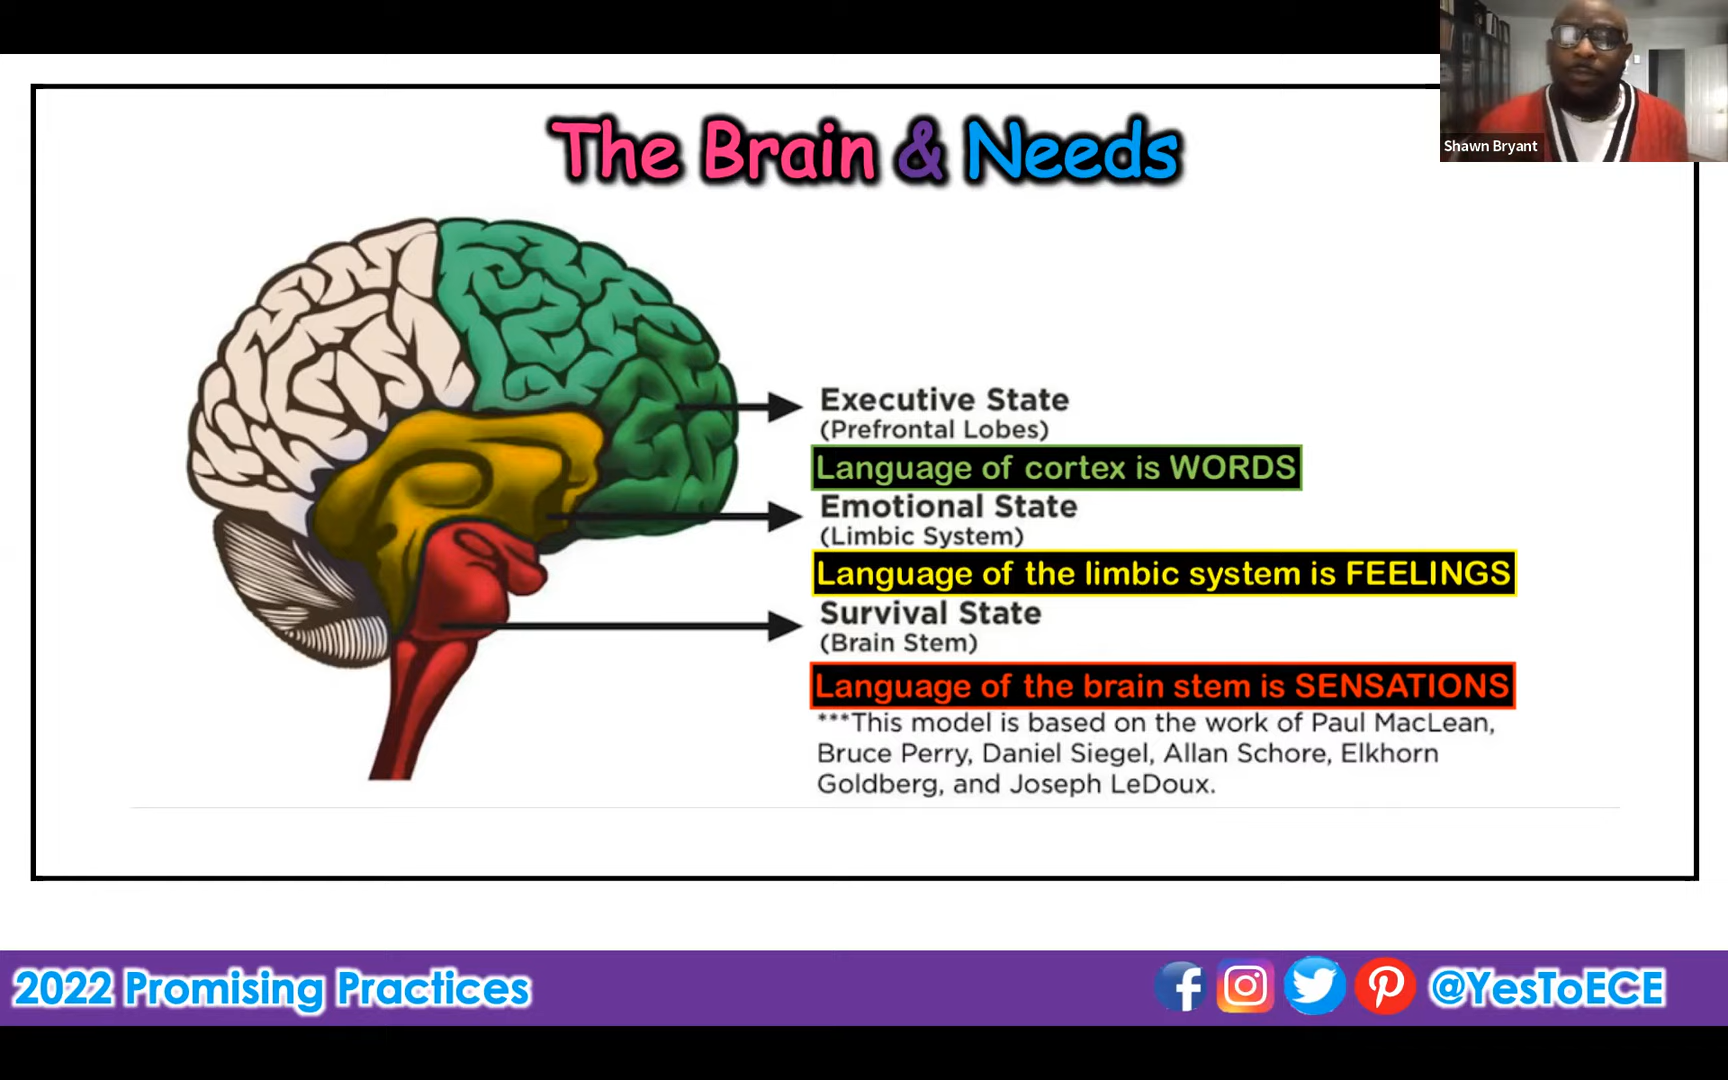 Shawn Bryant
The Brain & Needs
Executive State
(Prefrontal Lobes)
Language of cortex is WORDS
Emotional State
(Limbic System)
Language of the limbic system is FEELINGS
Survival State
(Brain Stem)
Language of the brain stem is SENSATIONS
***This model is based on the work of Paul MacLean,
Bruce Perry, Daniel Siegel, Allan Schore, Elkhorn
Goldberg, and Joseph LeDoux.
2022 Promising Practices
@YesToECE